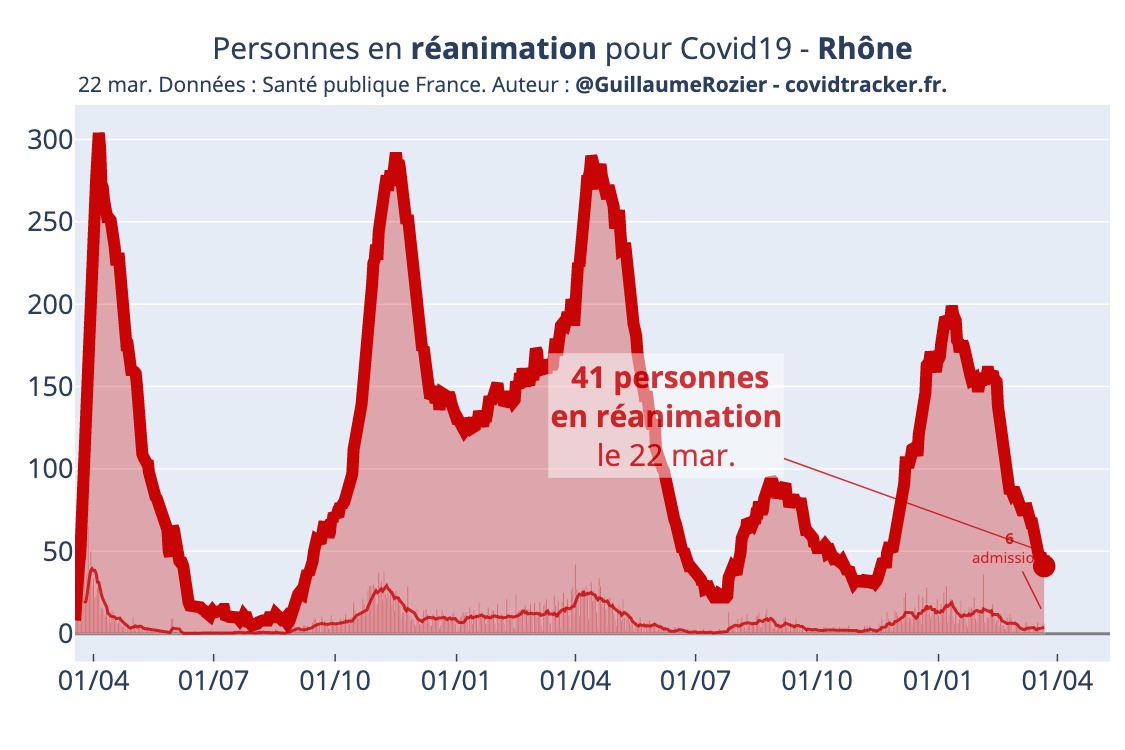 Personnes en réanimation pour Covid19 - Rhône
22 mar. Données : Santé publique France. Auteur : @GuillaumeRozier - covidtracker.fr.
300
250
200
150
100
50
0
41 personnes
en réanimation
le 22 mar.
6
admissio
01/04 01/07 01/10 01/01 01/04 01/07 01/10 01/01 01/04